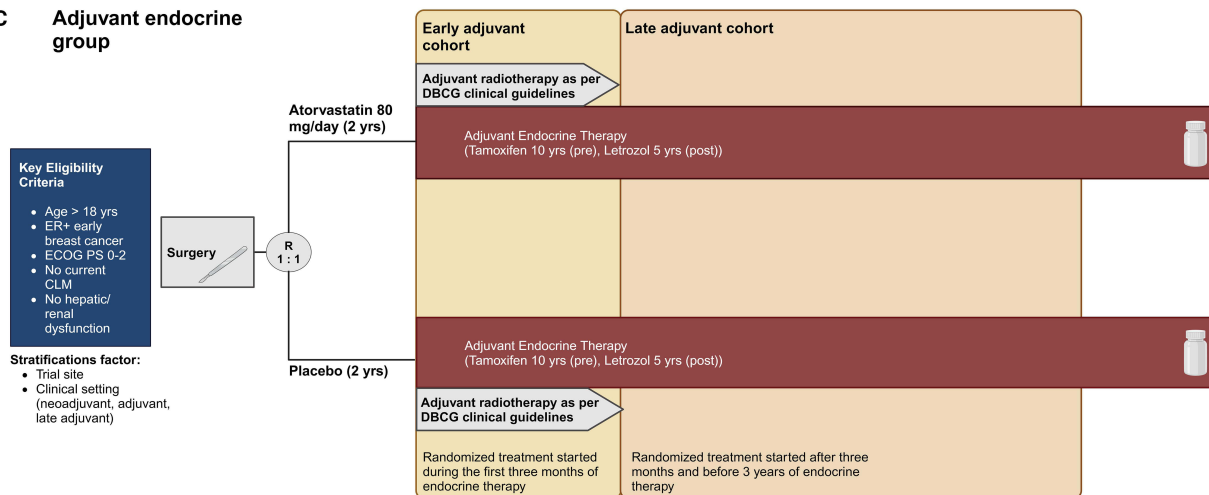 C
Adjuvant endocrine
group
Key Eligibility
Criteria
• Age > 18 yrs
• ER+ early
breast cancer
• ECOG PS 0-2
• No current
CLM
• No hepatic/
renal
dysfunction
Stratifications factor:
• Trial site
• Clinical setting
(neoadjuvant, adjuvant,
late adjuvant)
Surgery
R
1 : 1
Atorvastatin 80
mg/day (2 yrs)
Placebo (2 yrs)
Early adjuvant
cohort
Late adjuvant cohort
Adjuvant radiotherapy as per
DBCG clinical guidelines
Adjuvant Endocrine Therapy
(Tamoxifen 10 yrs (pre), Letrozol 5 yrs (post))
Adjuvant Endocrine Therapy
(Tamoxifen 10 yrs (pre), Letrozol 5 yrs (post))
Adjuvant radiotherapy as per
DBCG clinical guidelines
Randomized treatment started
during the first three months of
endocrine therapy
Randomized treatment started after three
months and before 3 years of endocrine
therapy